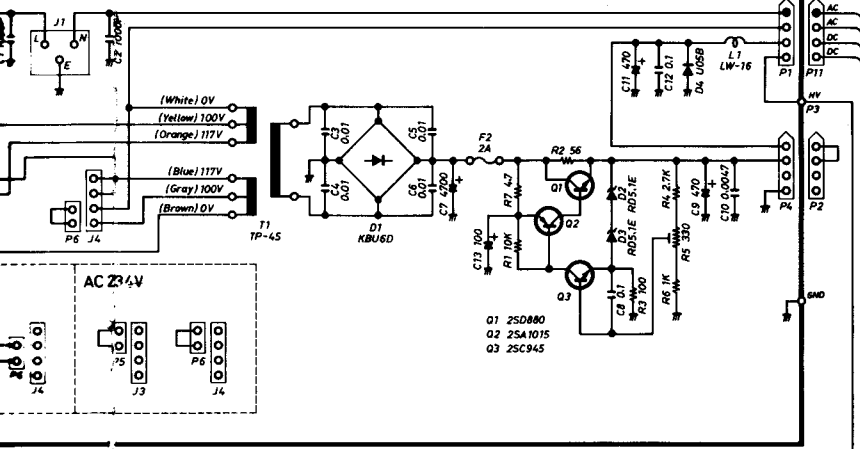 J1
L
N
E
C2 1000P
AC
AC
DC
DC
P1
P11
L1
LW-16
C11 470
+
C12 0.1
D4 U05B
HV
P3
(White) 0V
(Yellow) 100V
(Orange) 117V
(Blue) 117V
(Gray) 100V
(Brown) 0V
P6
J4
T1
TP-45
C3
0.01
C4
0.01
C5
0.01
C6
0.01
D1
KBU6D
C7 4700
+
F2
2A
R2 56
Q1
R7 4.7
Q2
C13 100
+
R1 10K
Q3
D2
RD5.1E
D3
RD5.1E
C8 0.1
R3 100
R4 2.7K
R5 330
R6 1K
C9 470
+
C10 0.0047
P4
P2
GND
Q1 2SD880
Q2 2SA1015
Q3 2SC945
AC 234V
P6
J4
P5
J3
P6
J4